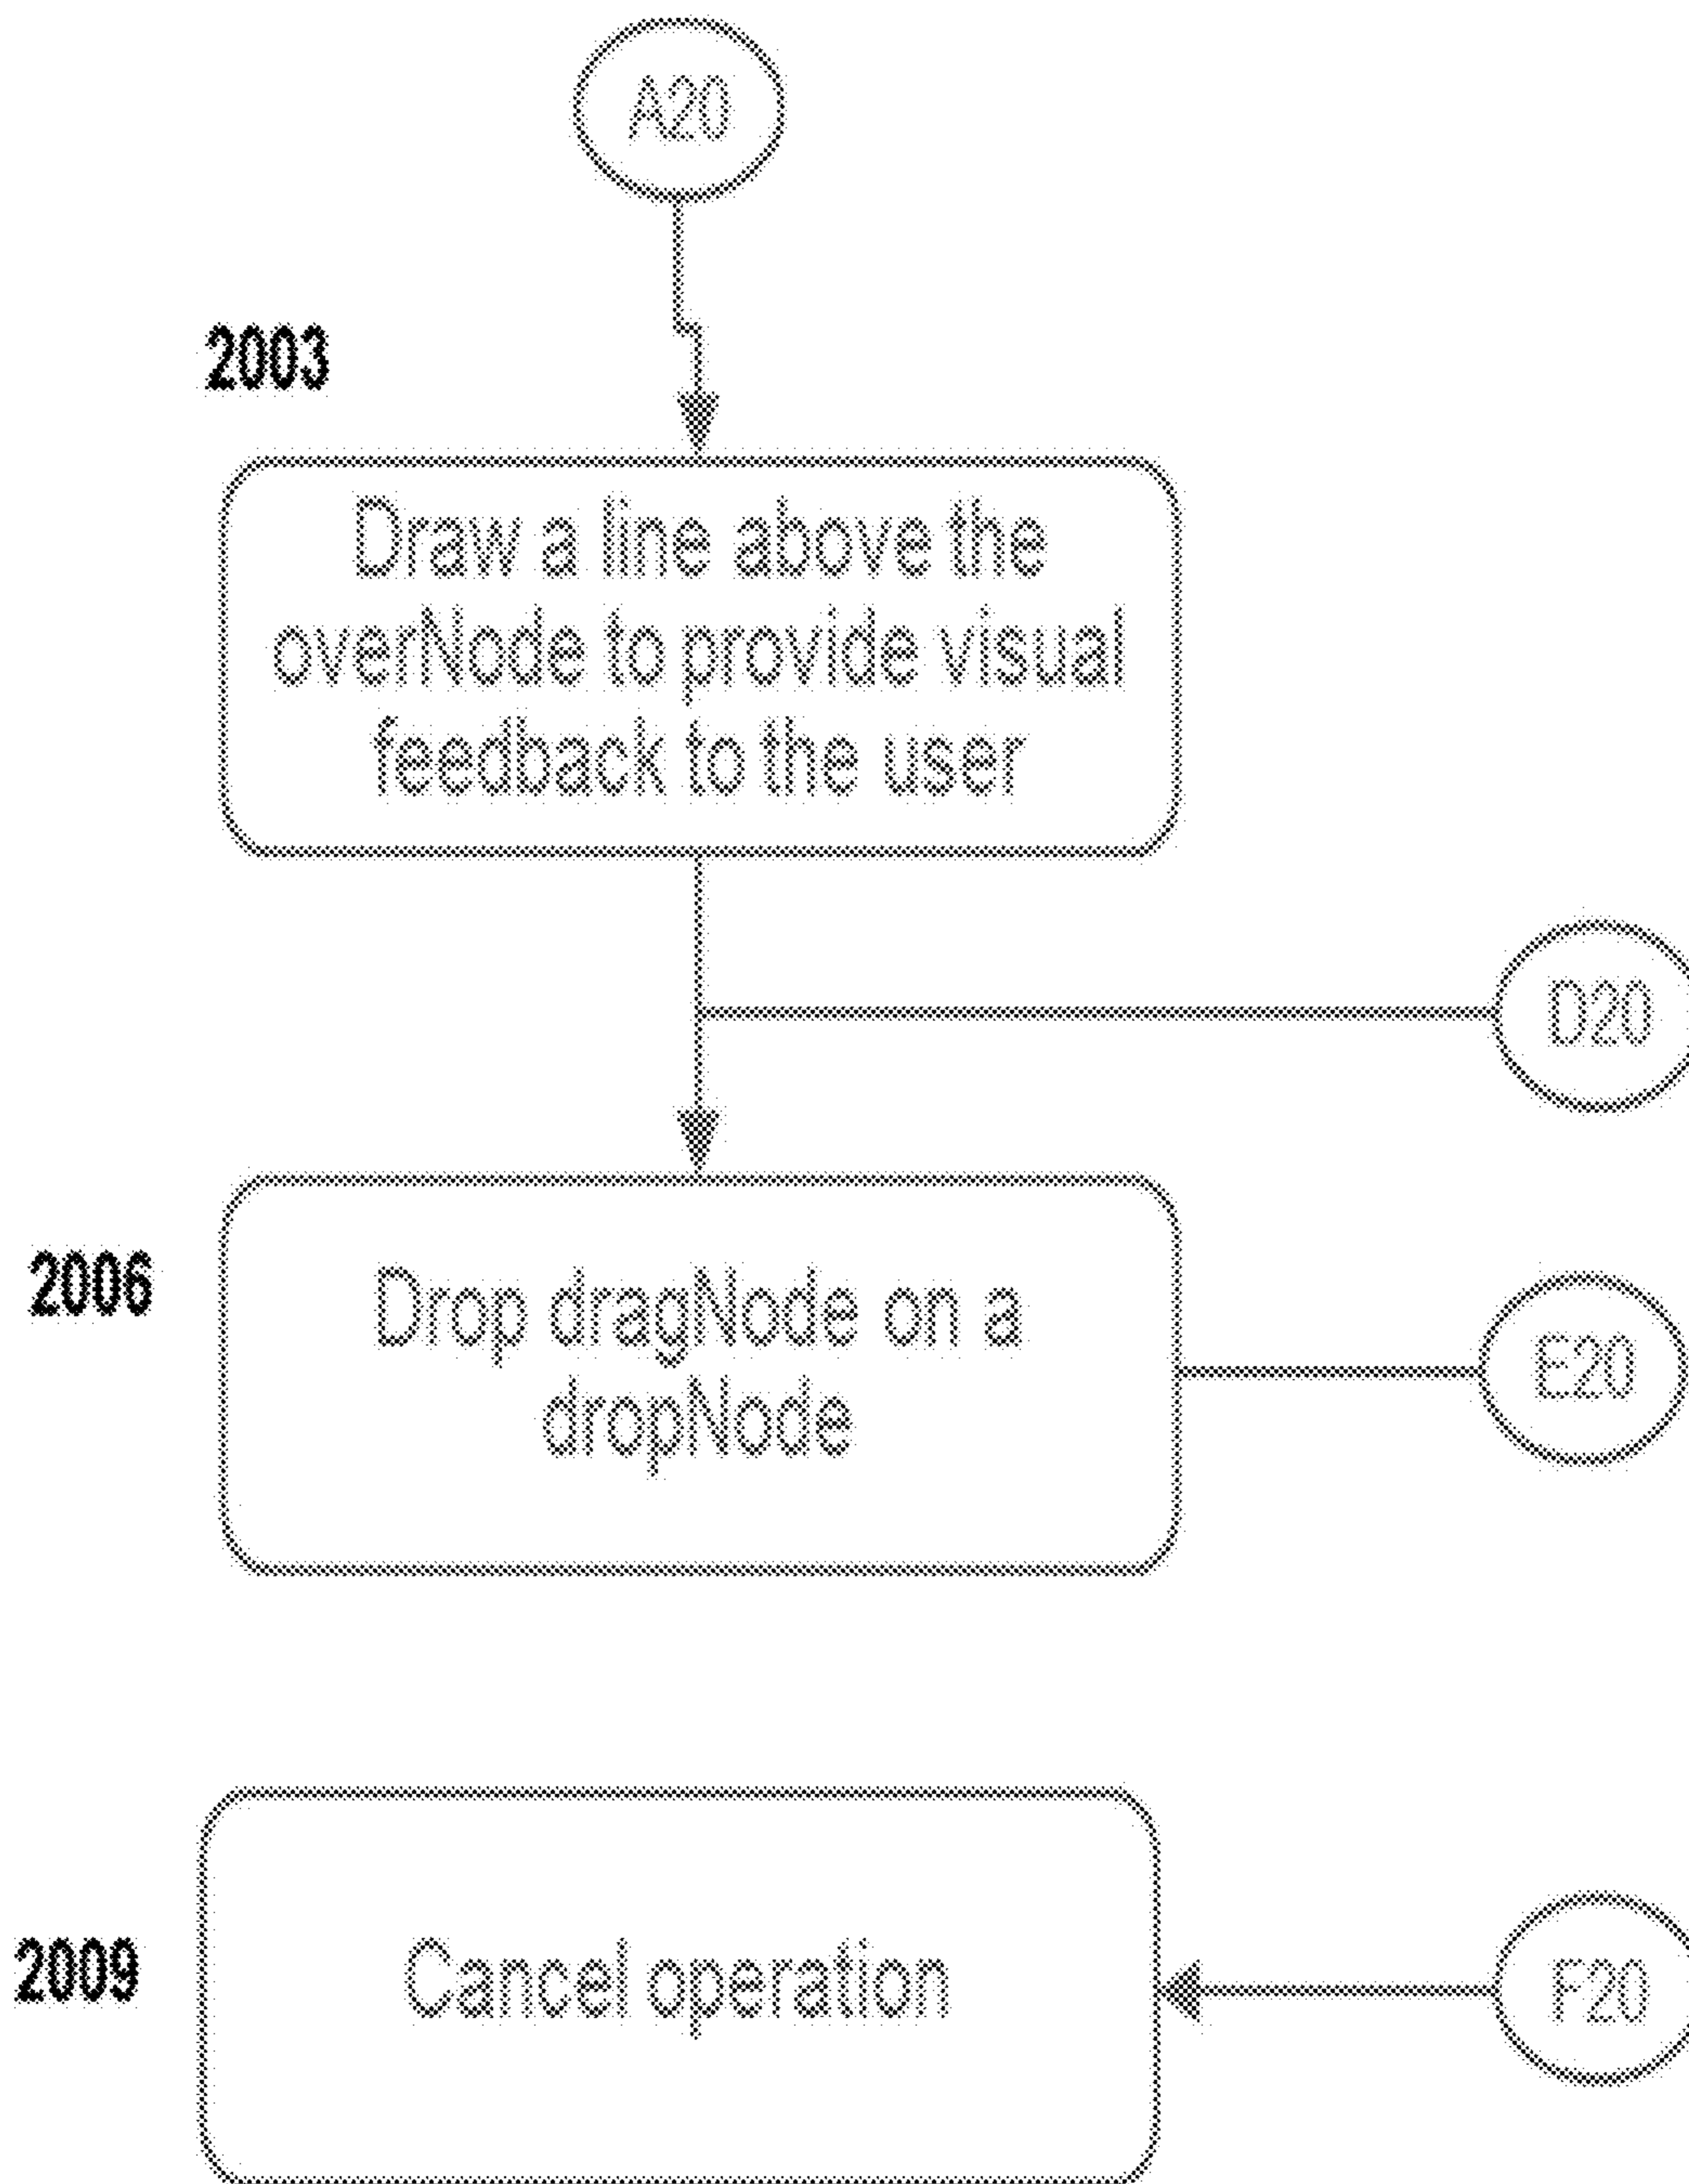 A20
2003
Draw a line above the
overNode to provide visual
feedback to the user
D20
2006
Drop dragNode on a
dropNode
E20
2009
Cancel operation
F20